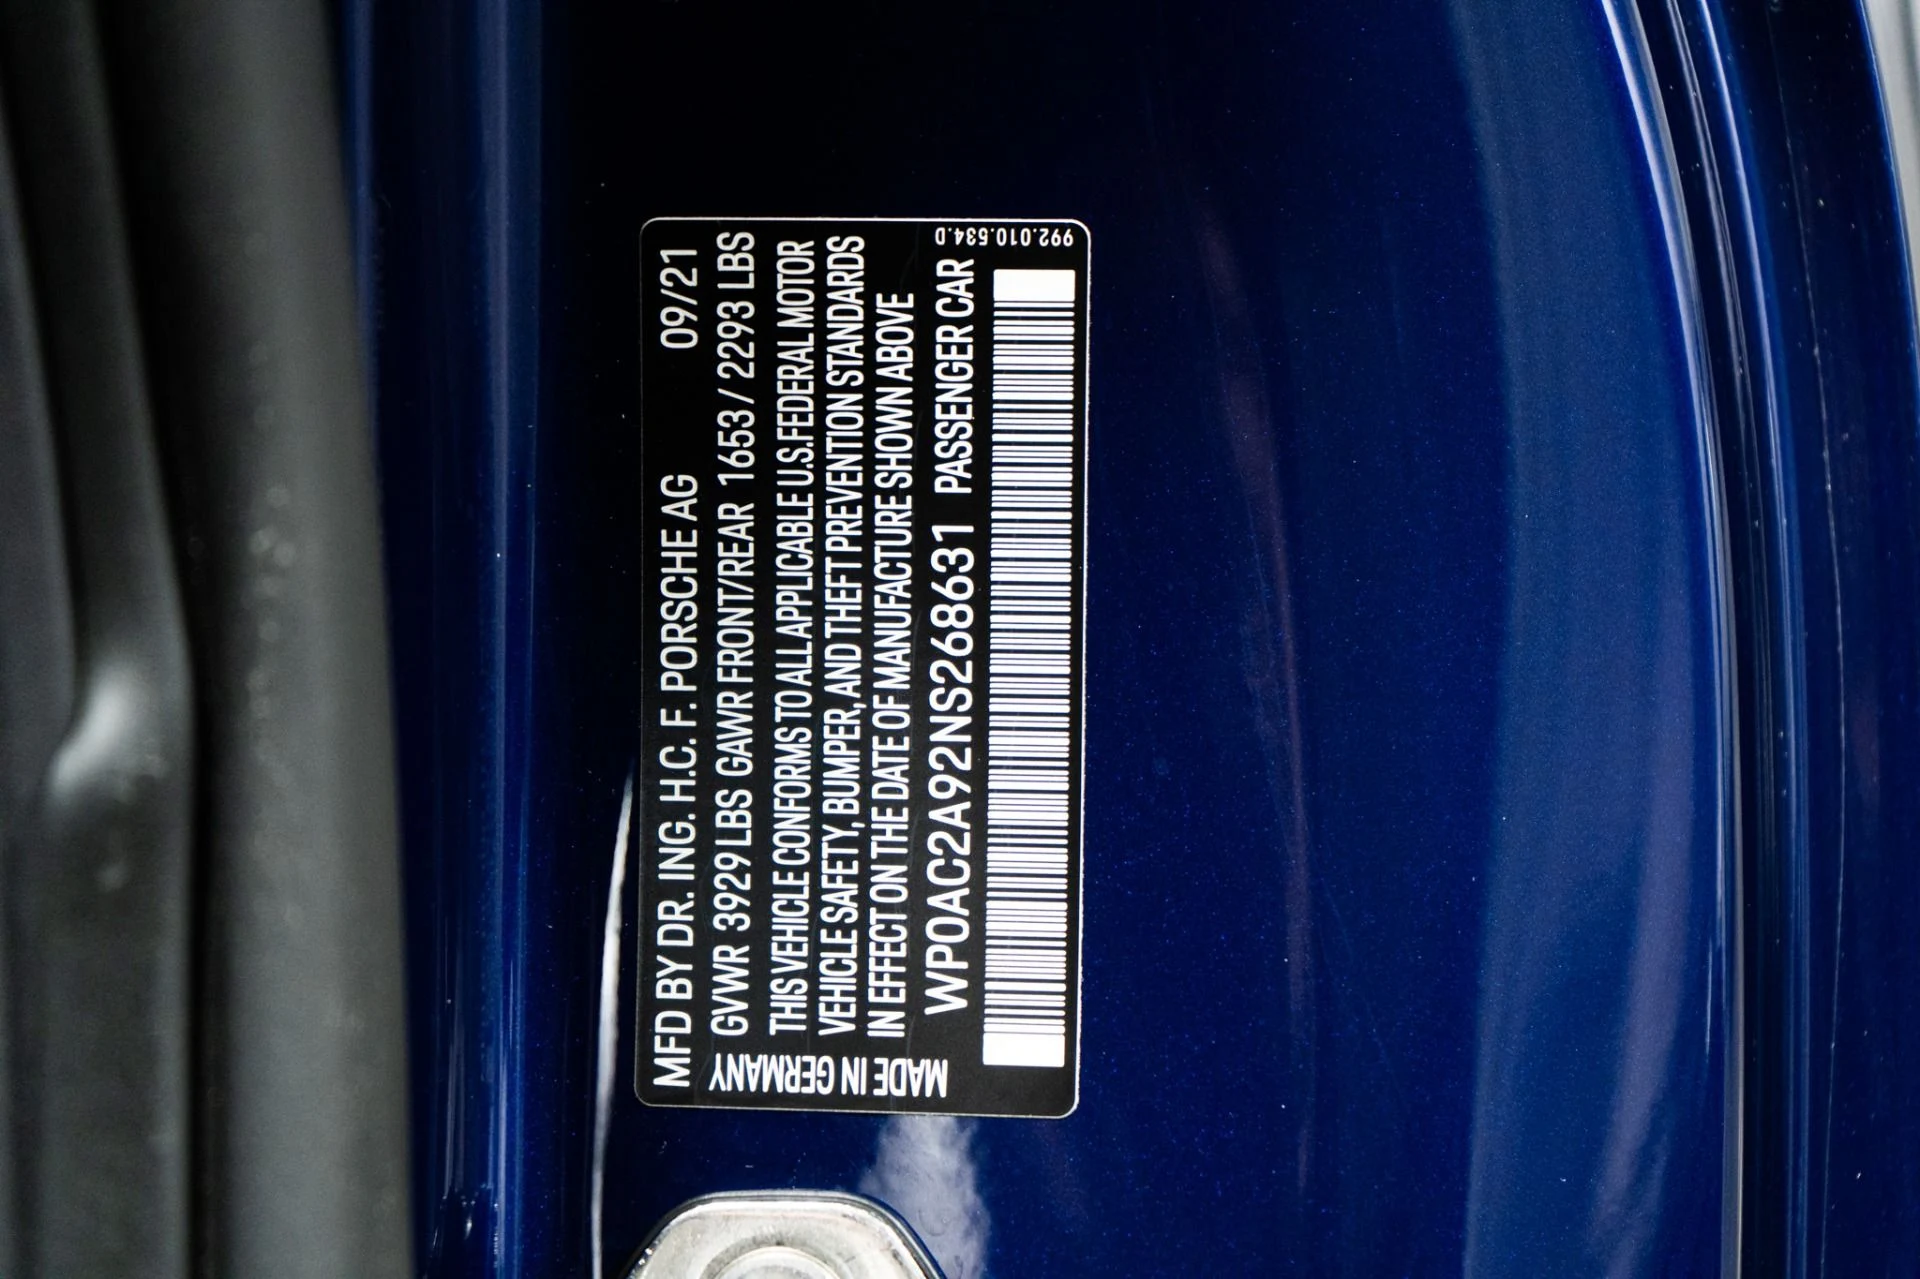 MFD BY DR. ING. H.C. F. PORSCHE AG 09/21
GVWR 3929 LBS GAWR FRONT/REAR 1653 / 2293 LBS
THIS VEHICLE CONFORMS TO ALL APPLICABLE U.S. FEDERAL MOTOR
VEHICLE SAFETY, BUMPER, AND THEFT PREVENTION STANDARDS
IN EFFECT ON THE DATE OF MANUFACTURE SHOWN ABOVE
WP0AC2A92NS268631 PASSENGER CAR
MADE IN GERMANY
992.010.534.D